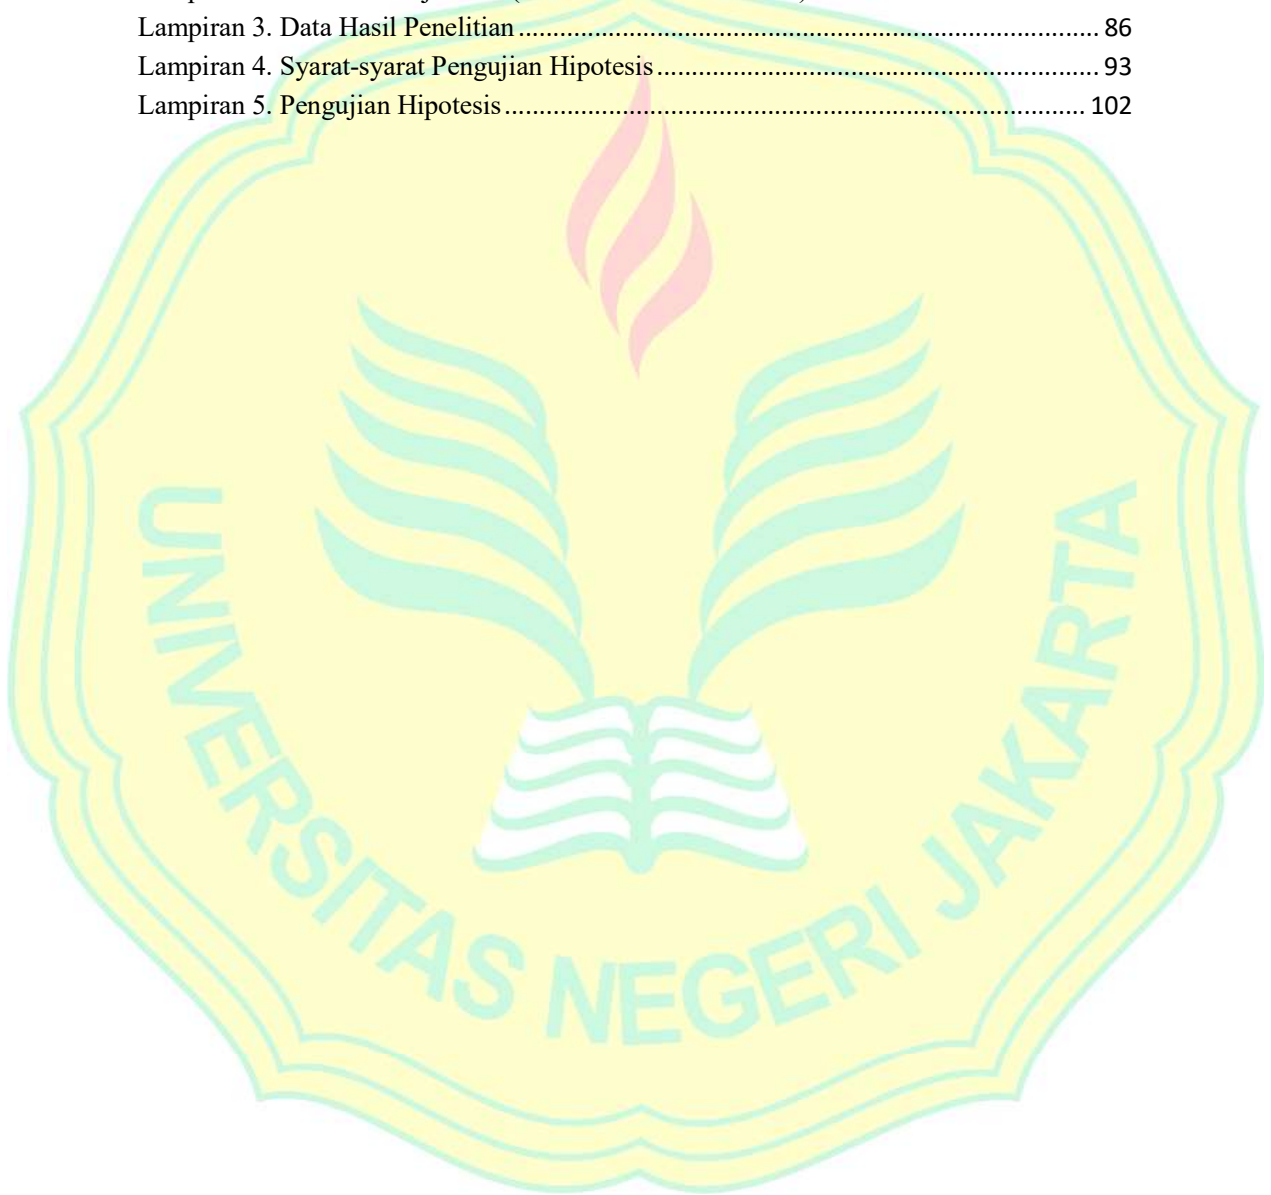 Lampiran 3. Data Hasil Penelitian ........................................................................................ 86
Lampiran 4. Syarat-syarat Pengujian Hipotesis .................................................................. 93
Lampiran 5. Pengujian Hipotesis ........................................................................................ 102
UNIVERSITAS NEGERI JAKARTA